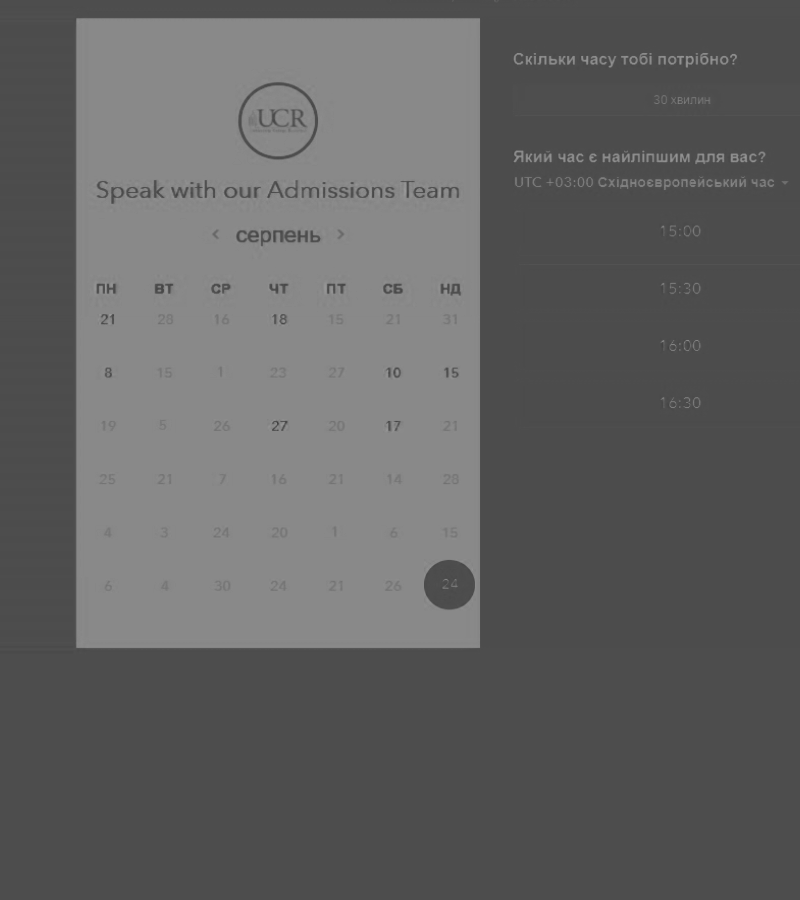 UCR
Speak with our Admissions Team
< серпень >
ПН ВТ СР ЧТ ПТ СБ НД
21 28 16 18 15 21 31
8 15 1 23 27 10 15
19 5 26 27 20 17 21
25 21 7 16 21 14 28
4 3 24 20 1 6 15
6 4 30 24 21 26 24
Скільки часу тобі потрібно?
30 хвилин
Який час є найліпшим для вас?
UTC +03:00 Східноєвропейський час
15:00
15:30
16:00
16:30